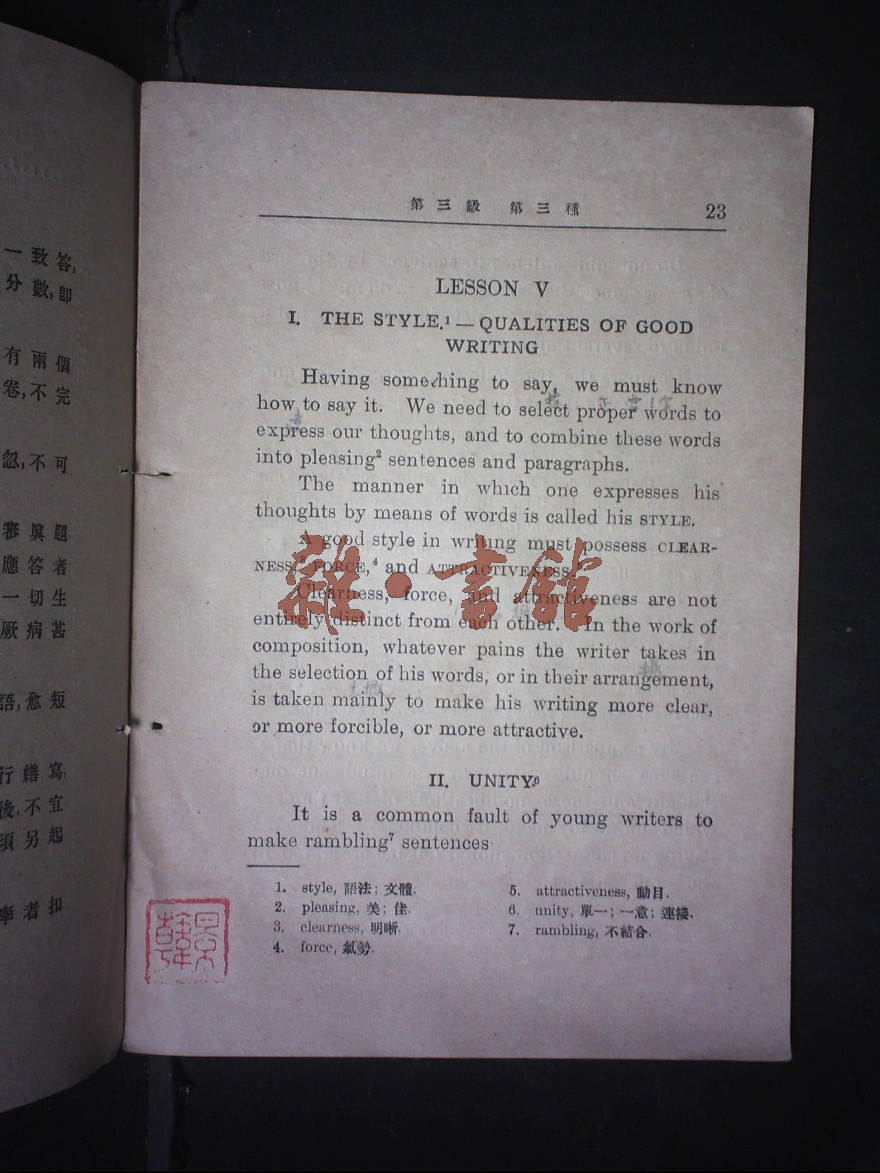 一致答,
分數,即
有兩個
卷,不完
忽,不可
審眞題
應答者
一切生
厥病甚
語,愈短
行繕寫,
後,不宜
須另起
者扣
第三級 第三種 23
LESSON V
I. THE STYLE.¹ — QUALITIES OF GOOD
WRITING
Having something to say, we must know
how to say it. We need to select proper words to
express our thoughts, and to combine these words
into pleasing² sentences and paragraphs.
The manner in which one expresses his
thoughts by means of words is called his STYLE.
A good style in writing must possess CLEAR-
NESS,³ FORCE,⁴ and ATTRACTIVENESS.⁵
Clearness, force, and attractiveness are not
entirely distinct from each other. In the work of
composition, whatever pains the writer takes in
the selection of his words, or in their arrangement,
is taken mainly to make his writing more clear,
or more forcible, or more attractive.
II. UNITY⁶
It is a common fault of young writers to
make rambling⁷ sentences
1. style, 語法; 文體.
2. pleasing, 美; 佳.
3. clearness, 明晰.
4. force, 氣勢.
5. attractiveness, 動目.
6. unity, 單一; 一意; 連接.
7. rambling, 不結合.
雜·書館